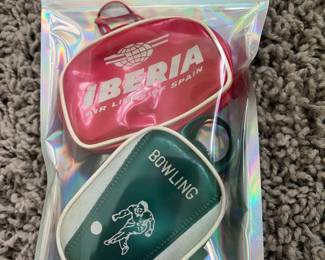 IBERIA
AIR LINES OF SPAIN
BOWLING